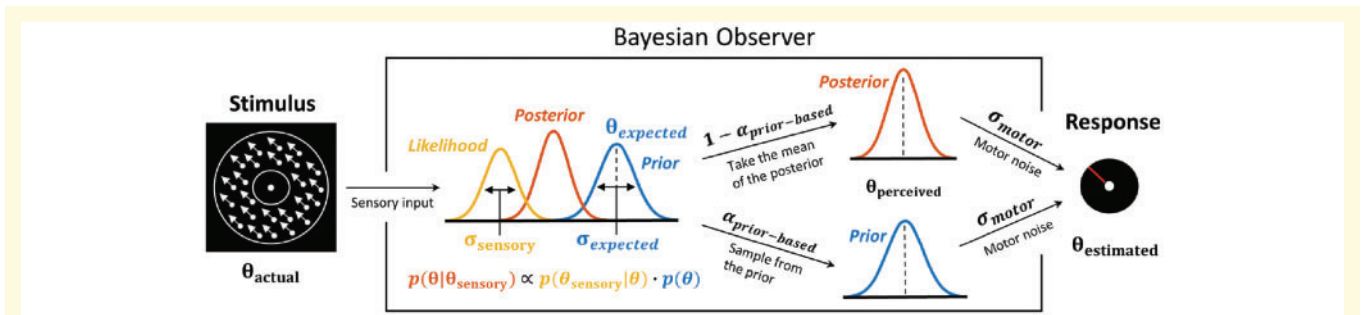 Bayesian Observer
Stimulus
θactual
Sensory input
Likelihood
Posterior
θexpected
Prior
σsensory
σexpected
p(θ|θsensory) ∝ p(θsensory|θ) · p(θ)
1 − αprior−based
Take the mean
of the posterior
αprior−based
Sample from
the prior
Posterior
θperceived
Prior
σmotor
Motor noise
σmotor
Motor noise
Response
θestimated